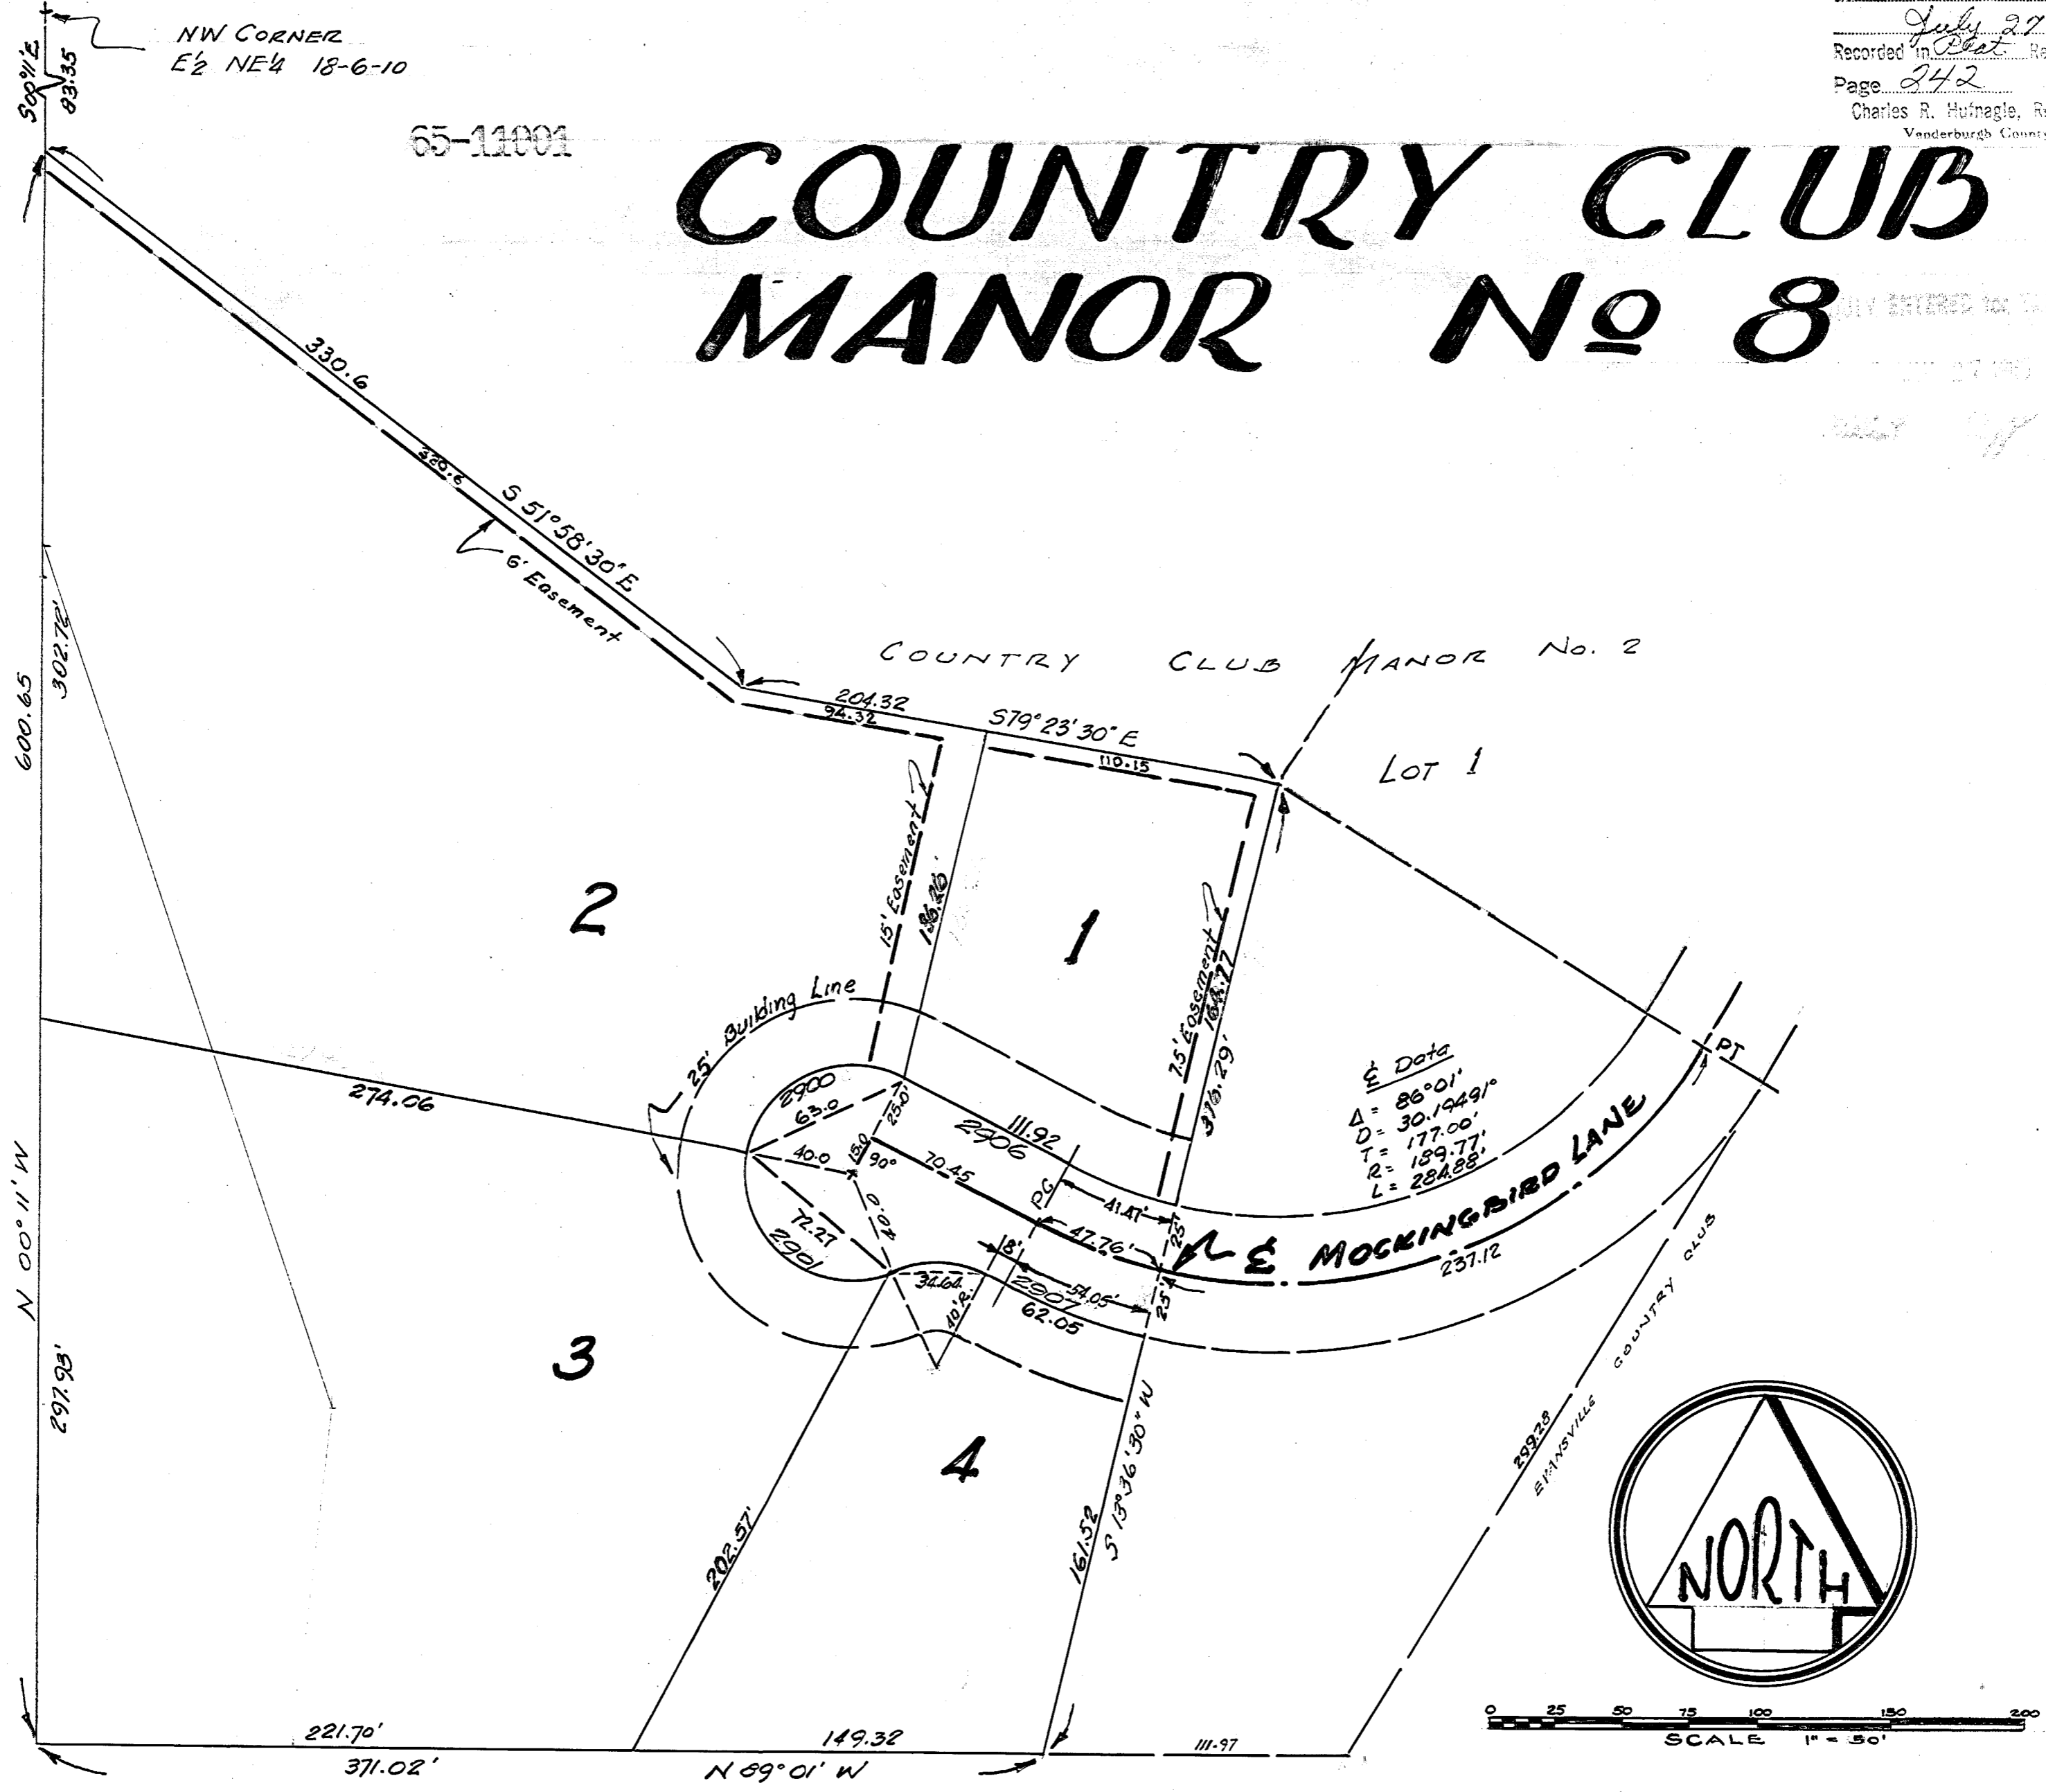 July 27
Recorded in Plat Re
Page 242
Charles R. Hufnagle, Re
Vanderburgh County
NW CORNER
E½ NE¼ 18-6-10
S00°11'E
83.35
65-11001
COUNTRY CLUB
MANOR No 8
330.6
S 51°58'30" E
6' Easement
COUNTRY CLUB MANOR No. 2
204.32
94.32
S79°23'30" E
110.15
LOT 1
600.65
302.72'
N 00°11' W
297.93'
2
1
15' Easement
7.5' Easement
376.29'
25' Building Line
274.06
2900
63.0
25.0'
15.0
90°
40.0
40.0
72.27
2901
111.92
2906
70.45
PC
41.47'
47.76'
25'
25'
8'
54.05'
2907
62.05
34.64
40'R.
₵ Data
Δ = 86°01'
D = 30.19491°
T = 177.00'
R = 189.77'
L = 284.88'
PT
₵ MOCKINGBIRD LANE
237.12
3
4
202.57'
161.52
S 13°36'30" W
299.28
EVANSVILLE COUNTRY CLUB
NORTH
0 25 50 75 100 150 200
SCALE 1" = 50'
221.70'
149.32
111.97
371.02'
N 89°01' W